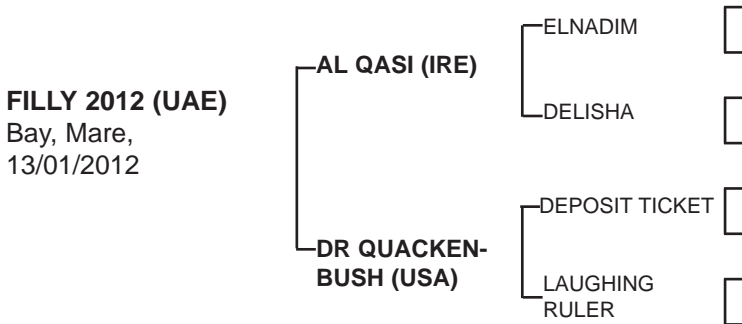 ELNADIM
AL QASI (IRE)
DELISHA
FILLY 2012 (UAE)
Bay, Mare,
13/01/2012
DEPOSIT TICKET
DR QUACKEN-
BUSH (USA)
LAUGHING
RULER